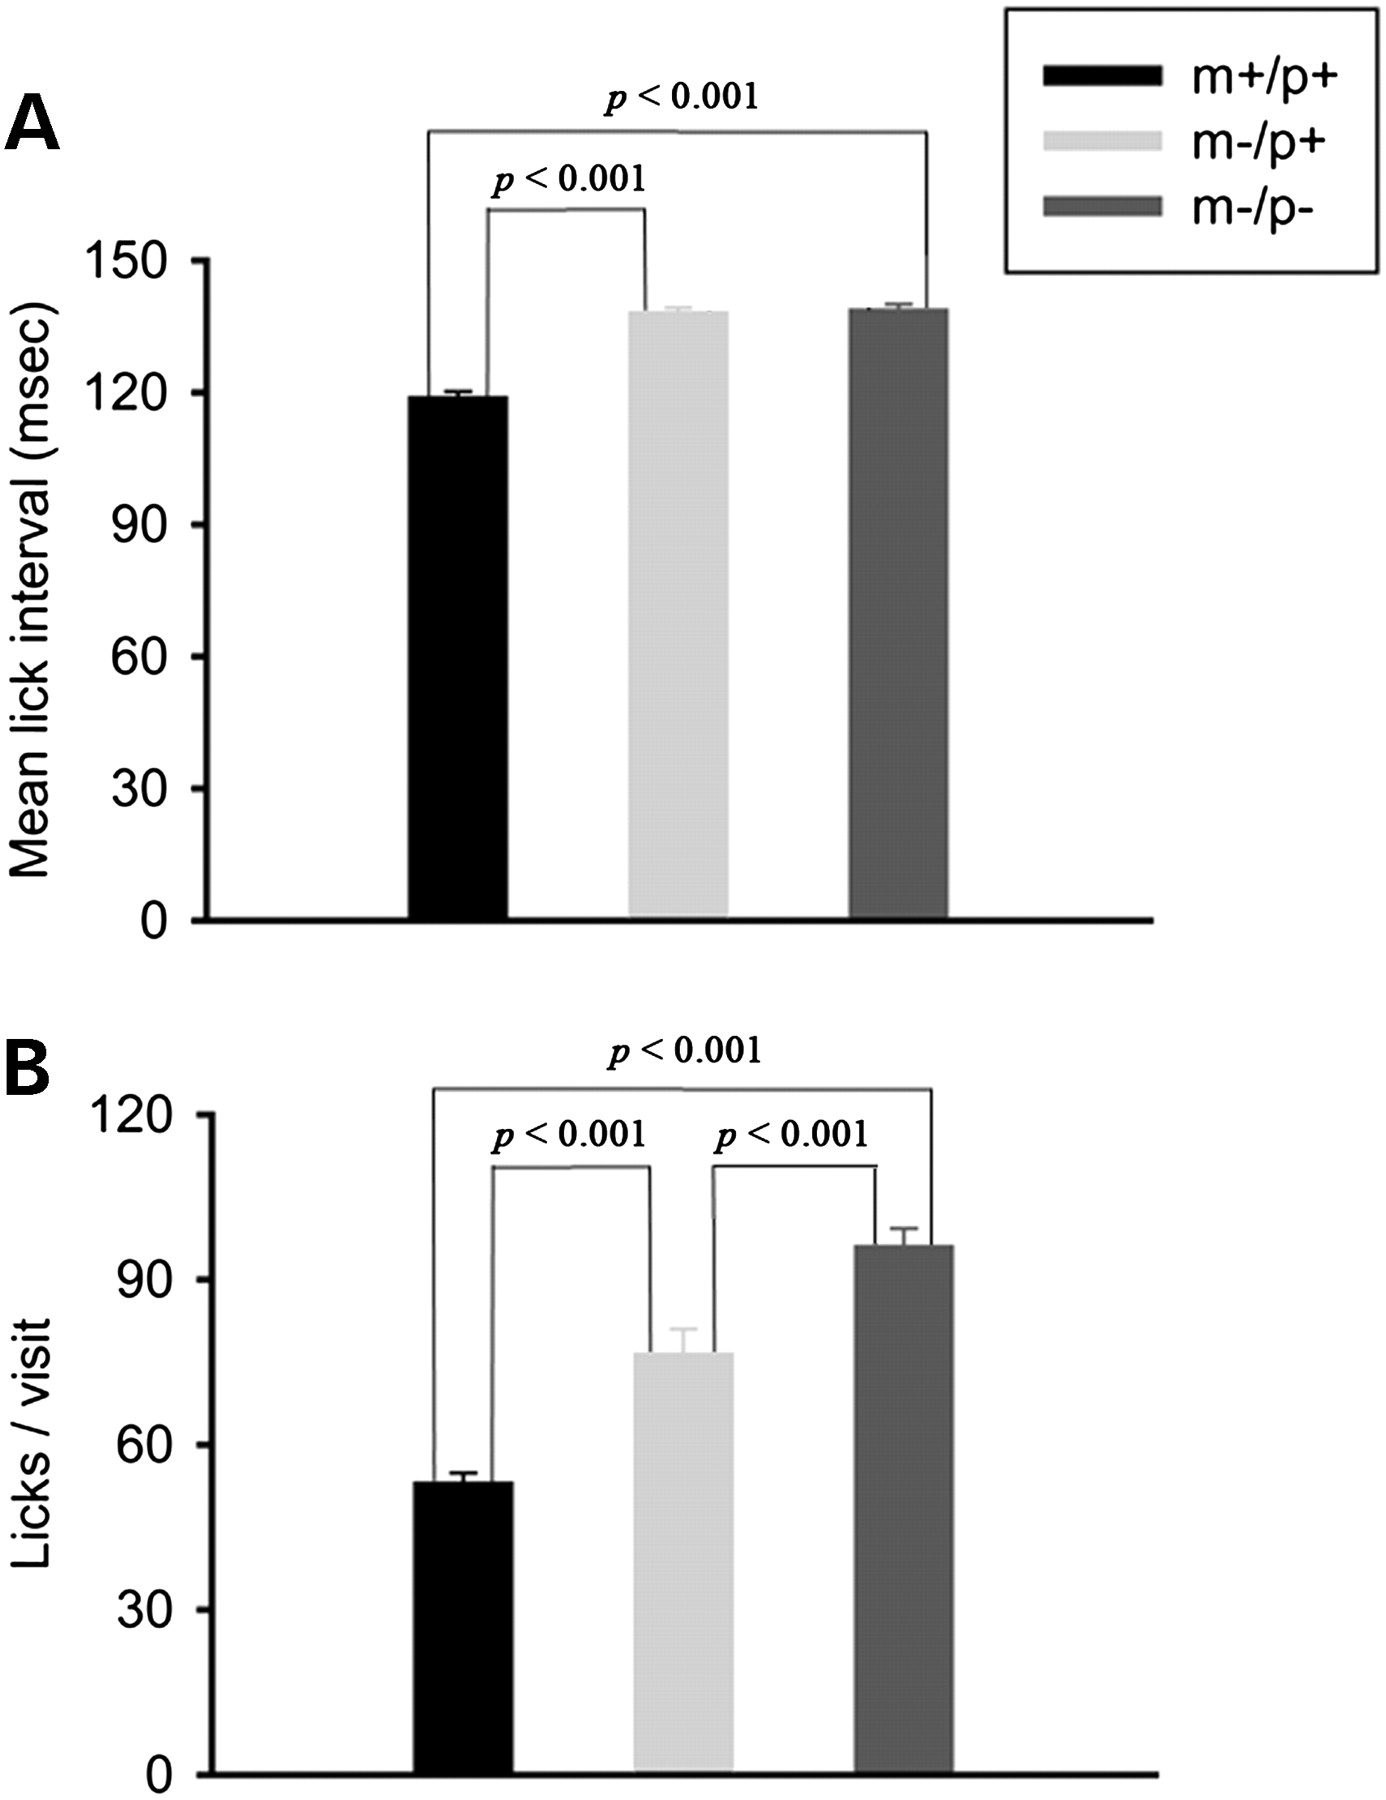 m+/p+
m-/p+
m-/p-
A
p < 0.001
p < 0.001
150
120
90
60
30
0
Mean lick interval (msec)
B
p < 0.001
p < 0.001 p < 0.001
120
90
60
30
0
Licks / visit